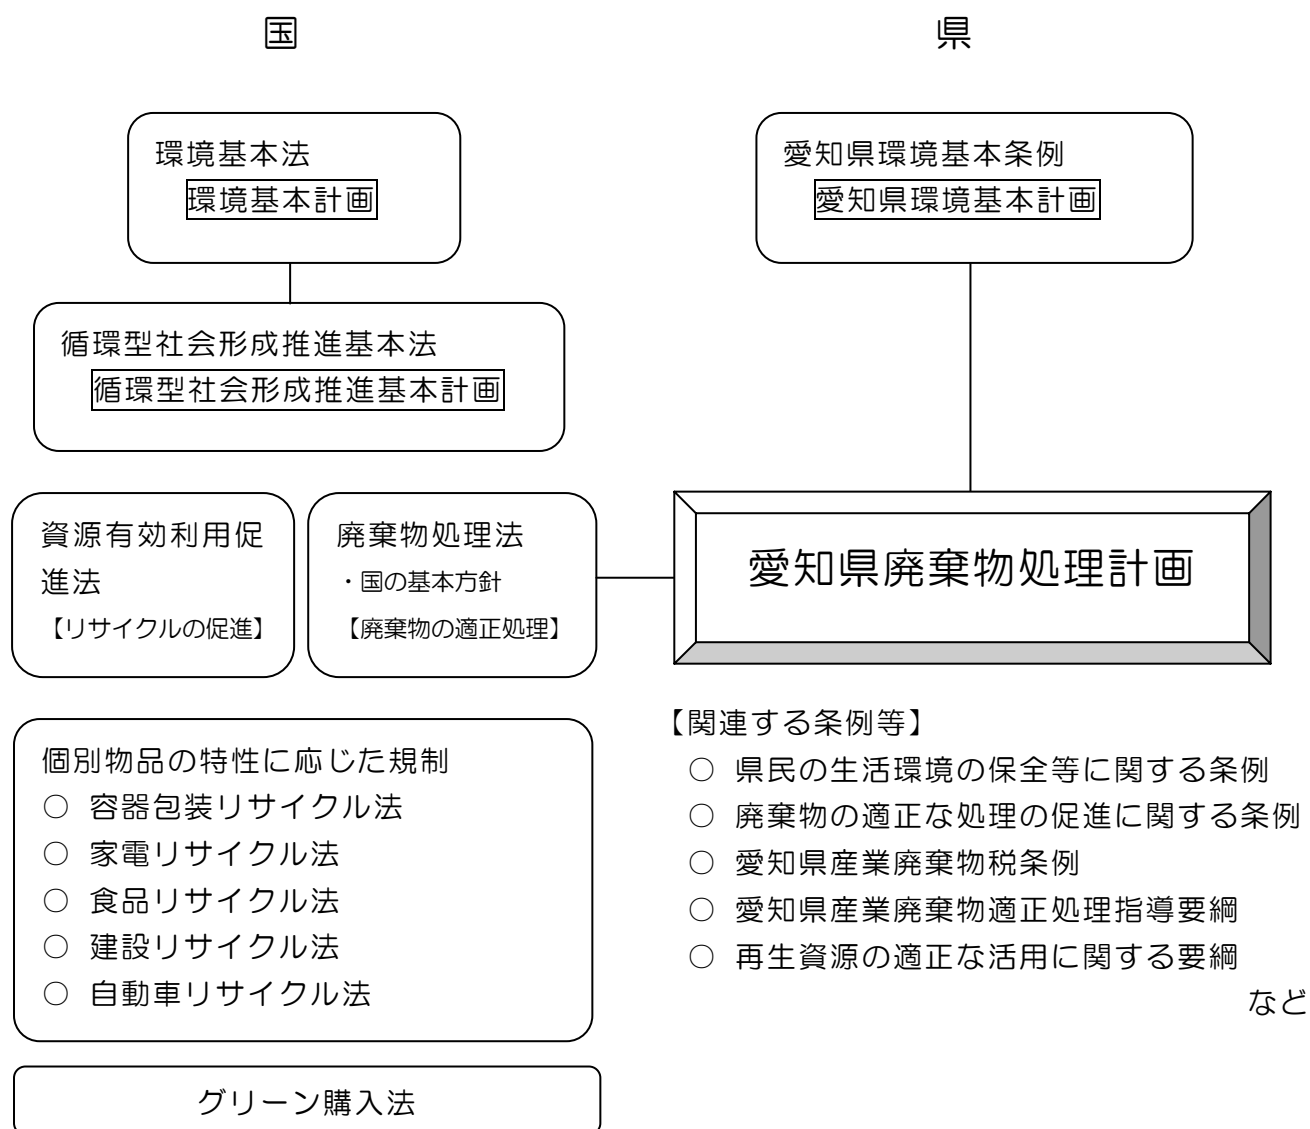 国
県
環境基本法
環境基本計画
愛知県環境基本条例
愛知県環境基本計画
循環型社会形成推進基本法
循環型社会形成推進基本計画
資源有効利用促
進法
【リサイクルの促進】
廃棄物処理法
・国の基本方針
【廃棄物の適正処理】
愛知県廃棄物処理計画
個別物品の特性に応じた規制
○ 容器包装リサイクル法
○ 家電リサイクル法
○ 食品リサイクル法
○ 建設リサイクル法
○ 自動車リサイクル法
【関連する条例等】
○ 県民の生活環境の保全等に関する条例
○ 廃棄物の適正な処理の促進に関する条例
○ 愛知県産業廃棄物税条例
○ 愛知県産業廃棄物適正処理指導要綱
○ 再生資源の適正な活用に関する要綱
など
グリーン購入法